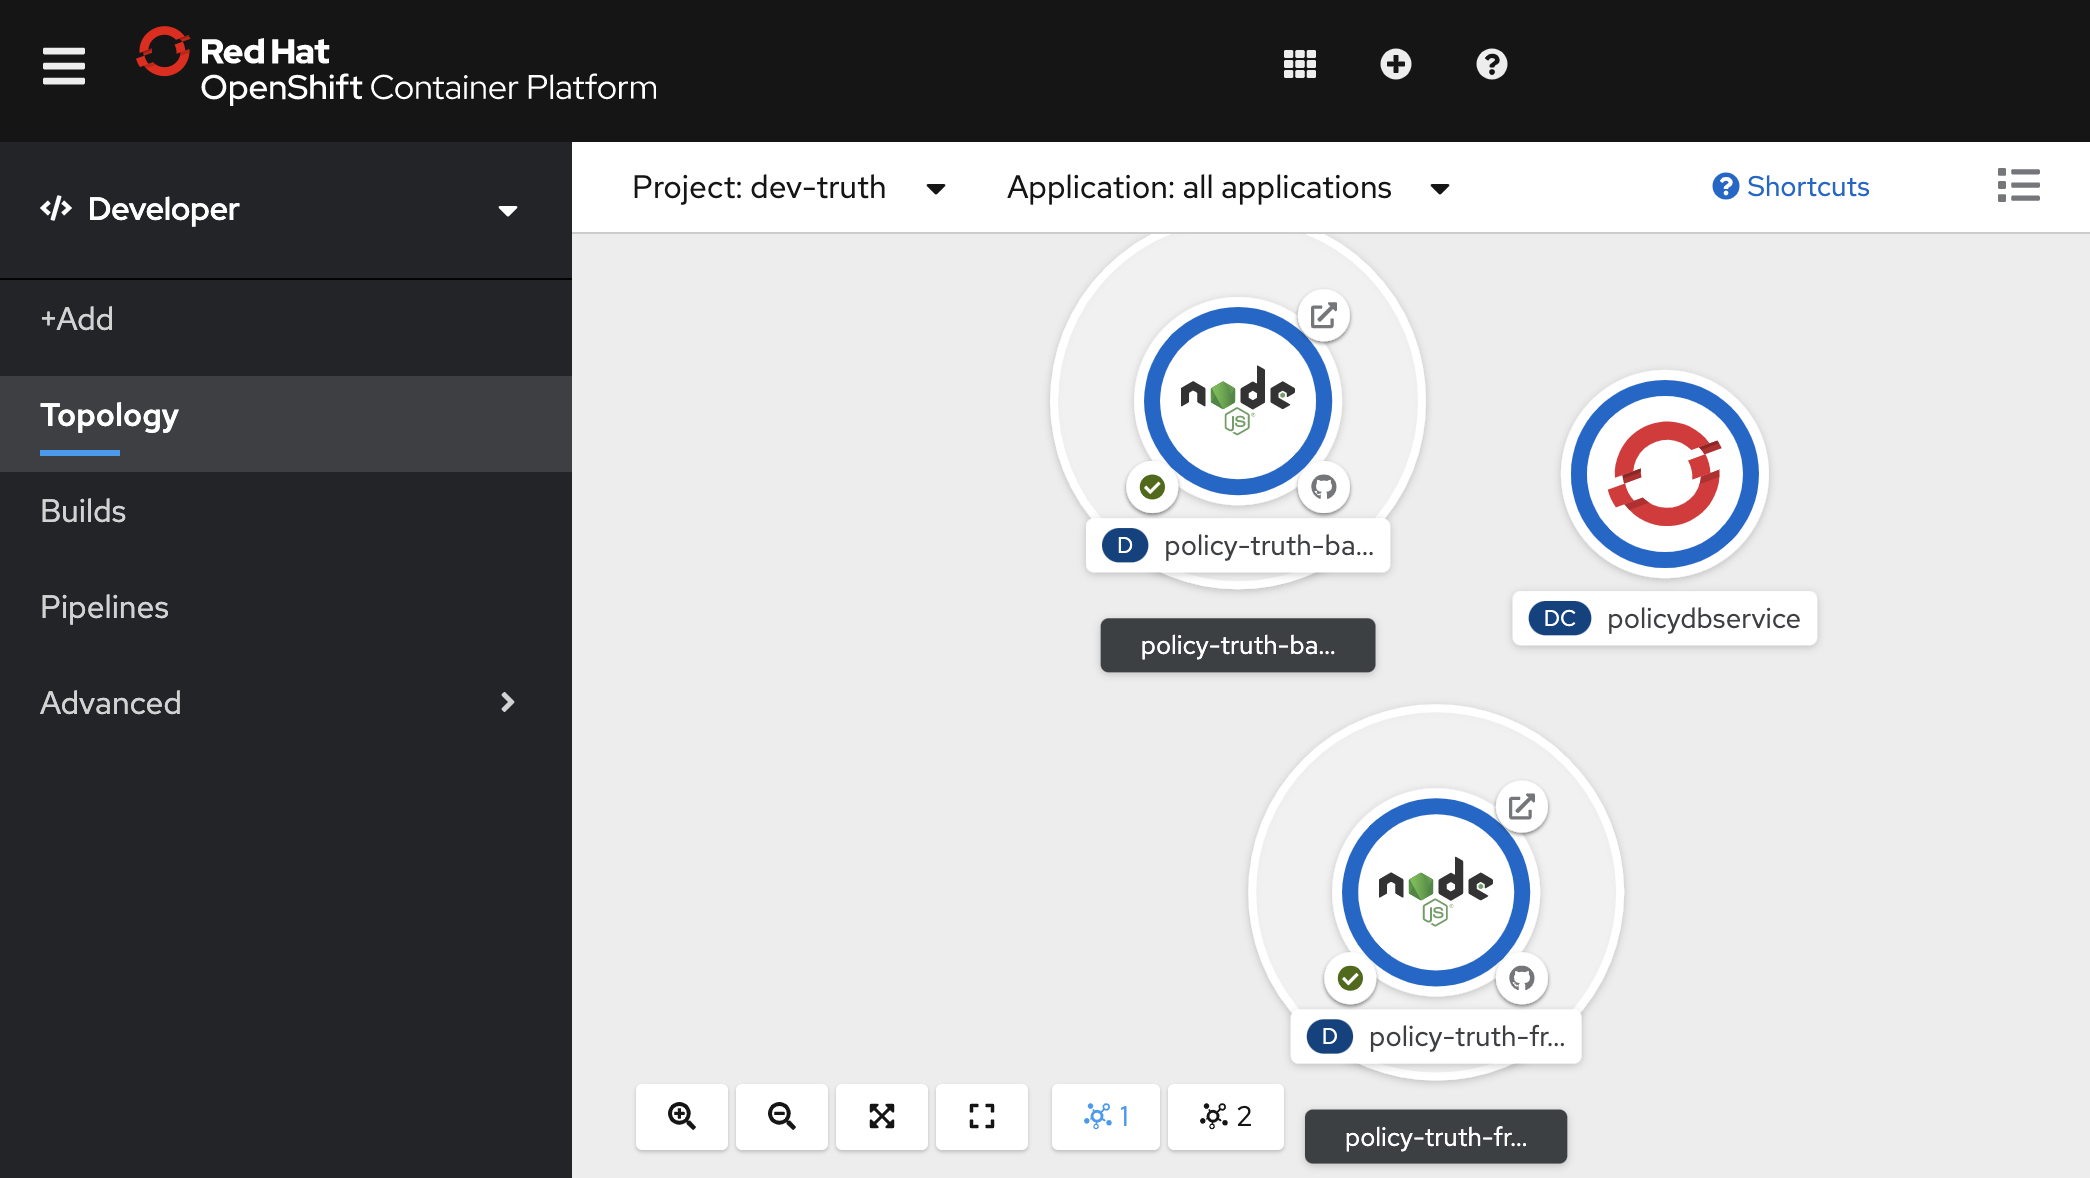 Red Hat
OpenShift Container Platform
Developer
Project: dev-truth
Application: all applications
Shortcuts
+Add
Topology
Builds
Pipelines
Advanced
node
JS
D policy-truth-ba...
policy-truth-ba...
DC policydbservice
node
JS
D policy-truth-fr...
1
2
policy-truth-fr...